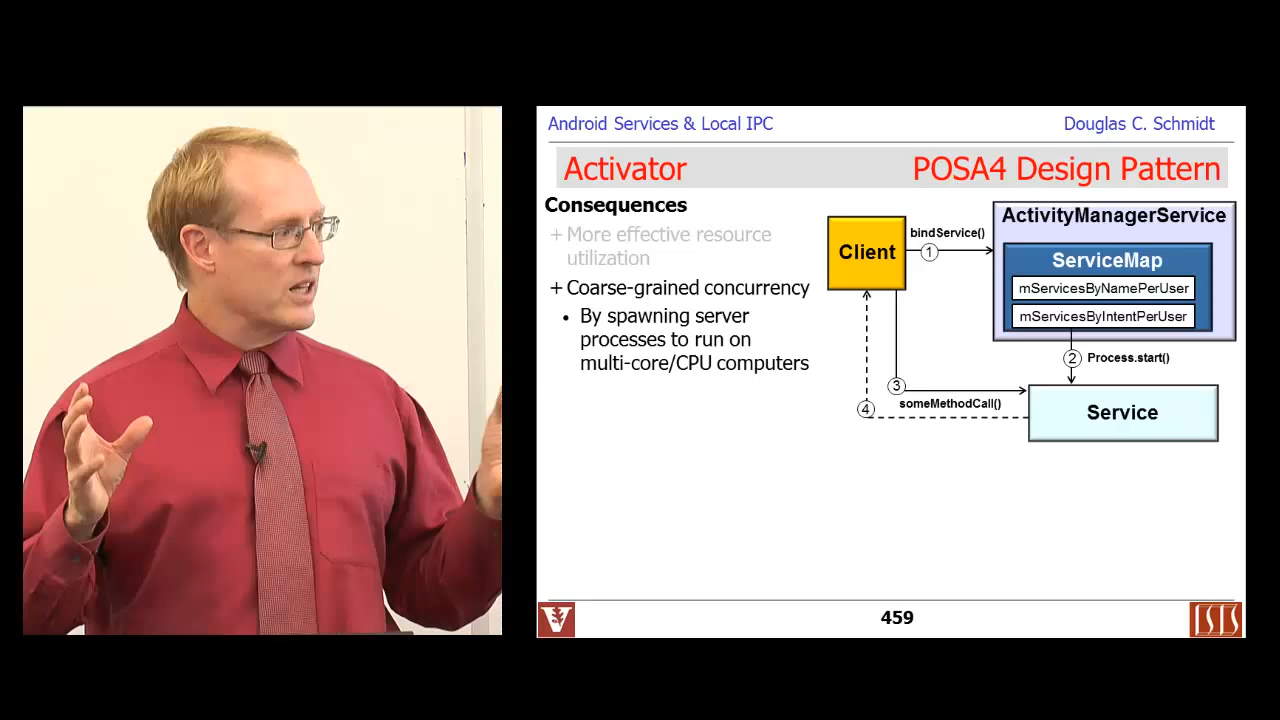 Android Services & Local IPC
Douglas C. Schmidt
Activator
POSA4 Design Pattern
Consequences
+ More effective resource
utilization
+ Coarse-grained concurrency
• By spawning server
processes to run on
multi-core/CPU computers
Client
bindService()
1
ActivityManagerService
ServiceMap
mServicesByNamePerUser
mServicesByIntentPerUser
2 Process.start()
3
someMethodCall()
4
Service
V
459
ISIS